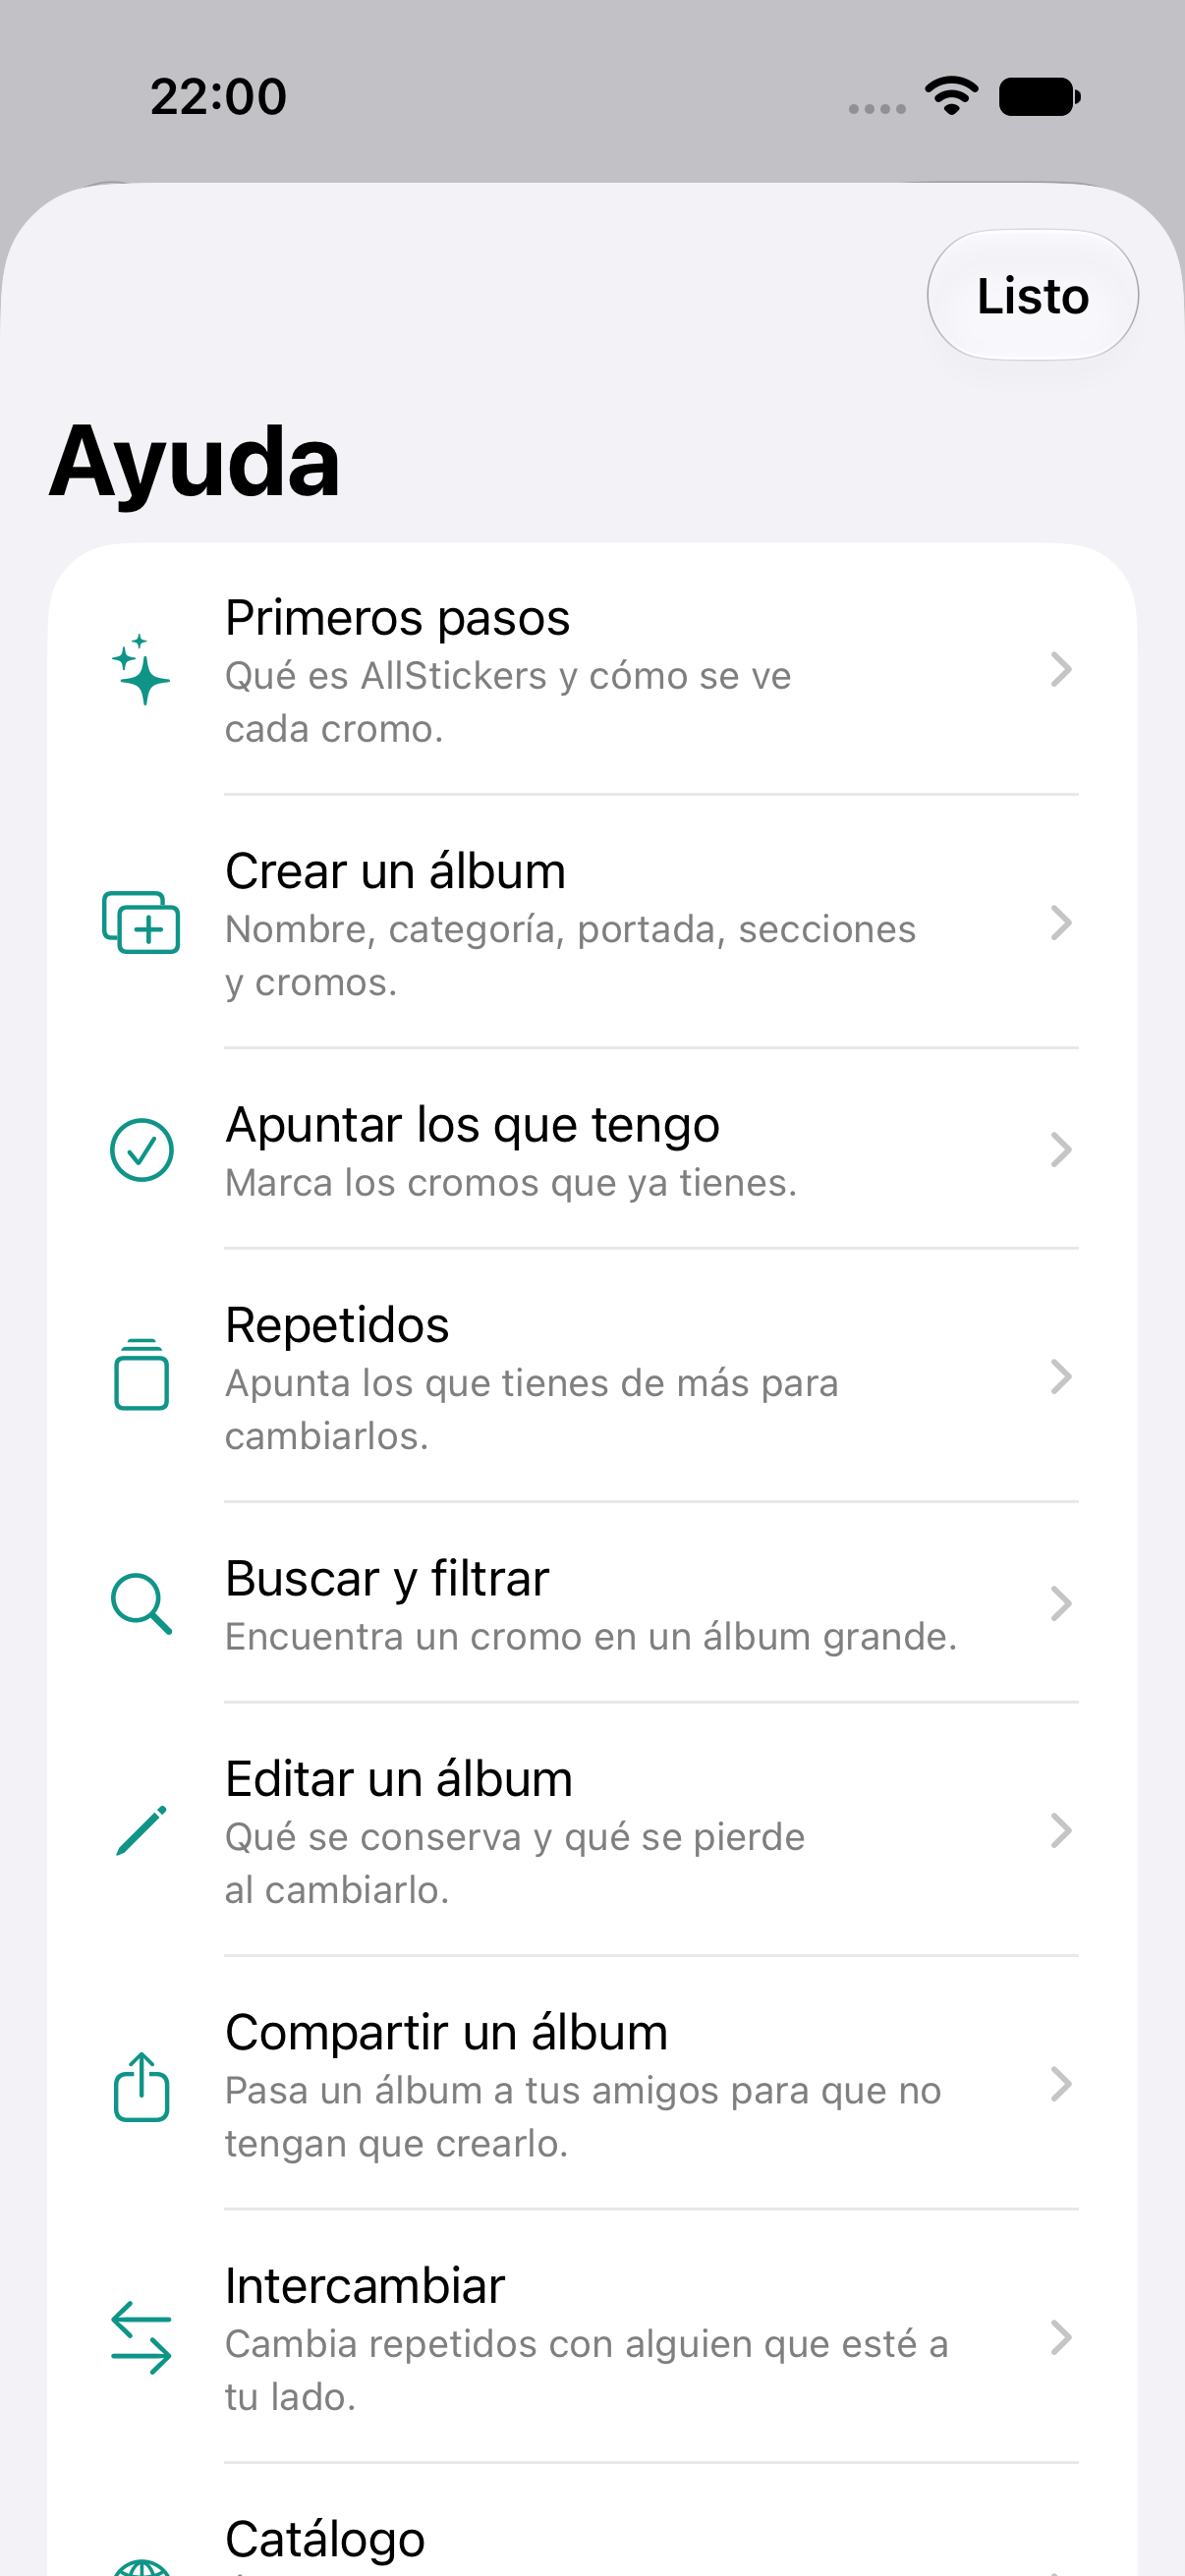 22:00
Listo
Ayuda
Primeros pasos
Qué es AllStickers y cómo se ve
cada cromo.
Crear un álbum
Nombre, categoría, portada, secciones
y cromos.
Apuntar los que tengo
Marca los cromos que ya tienes.
Repetidos
Apunta los que tienes de más para
cambiarlos.
Buscar y filtrar
Encuentra un cromo en un álbum grande.
Editar un álbum
Qué se conserva y qué se pierde
al cambiarlo.
Compartir un álbum
Pasa un álbum a tus amigos para que no
tengan que crearlo.
Intercambiar
Cambia repetidos con alguien que esté a
tu lado.
Catálogo